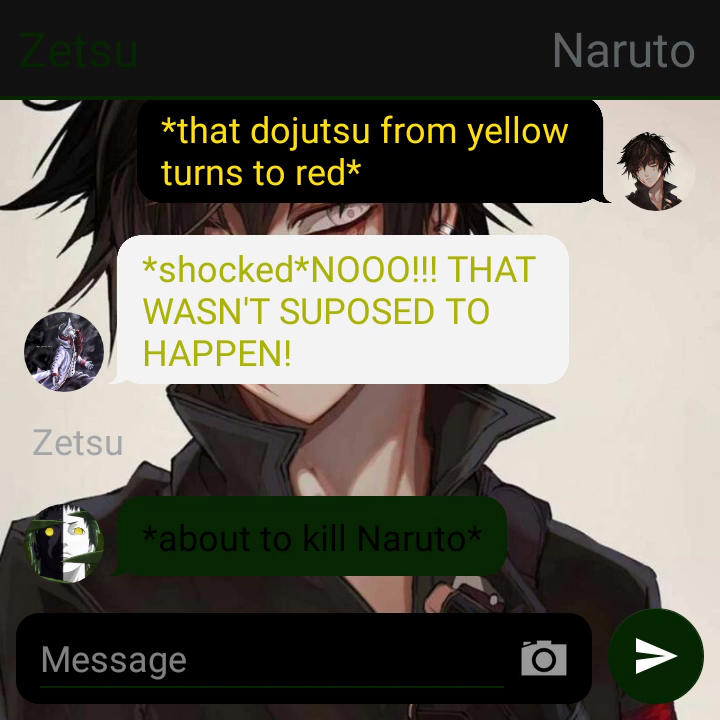 Zetsu
Naruto
*that dojutsu from yellow
turns to red*
*shocked*NOOO!!! THAT
WASN'T SUPOSED TO
HAPPEN!
Zetsu
*about to kill Naruto*
Message